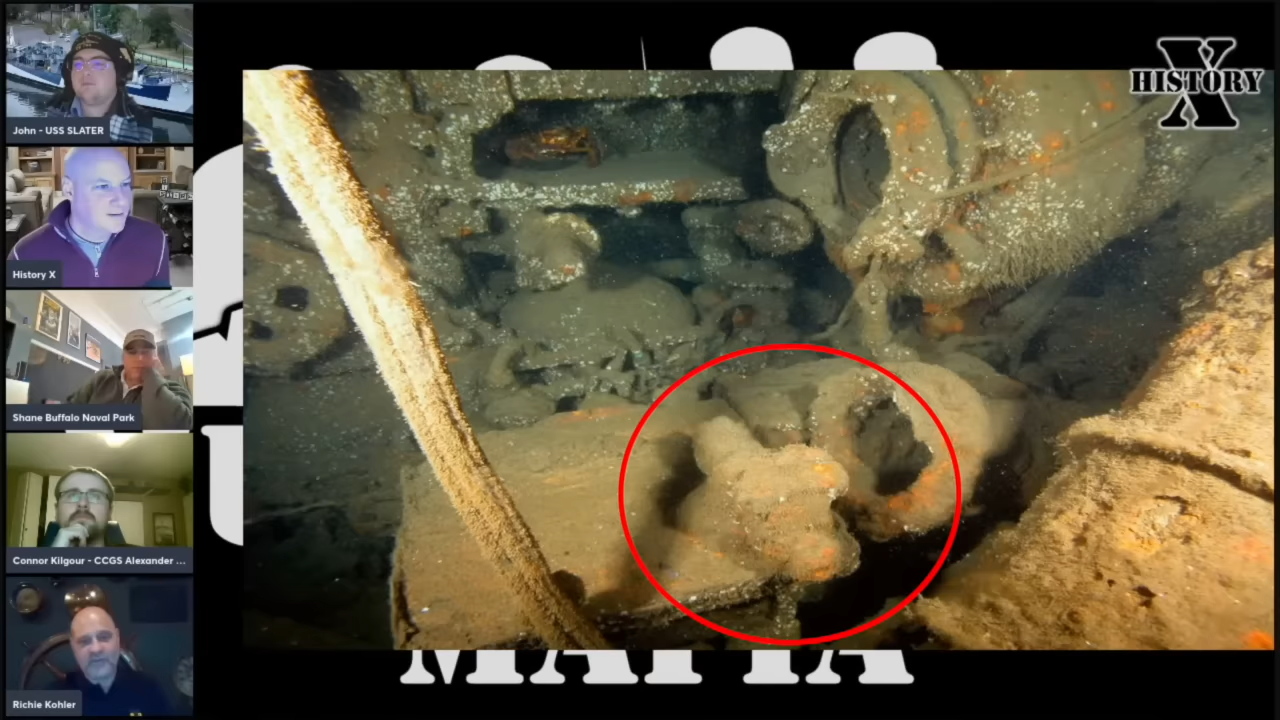 John - USS SLATER
History X
Shane Buffalo Naval Park
Connor Kilgour - CCGS Alexander ...
Richie Kohler
X
HISTORY
MAFIA